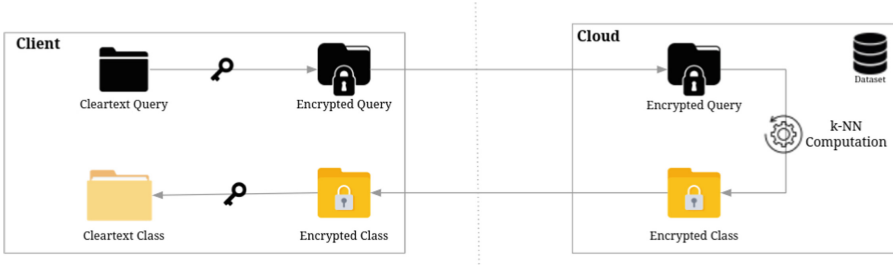 Client
Cloud
Cleartext Query
Encrypted Query
Encrypted Query
Dataset
k-NN
Computation
Cleartext Class
Encrypted Class
Encrypted Class